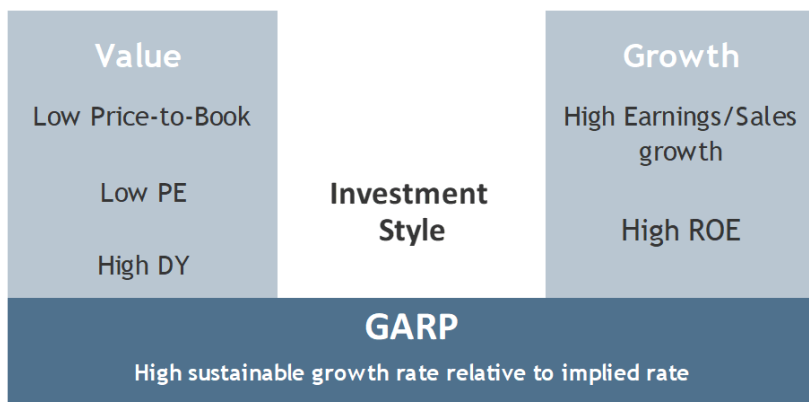 Value
Low Price-to-Book
Low PE
High DY
Investment
Style
Growth
High Earnings/Sales
growth
High ROE
GARP
High sustainable growth rate relative to implied rate